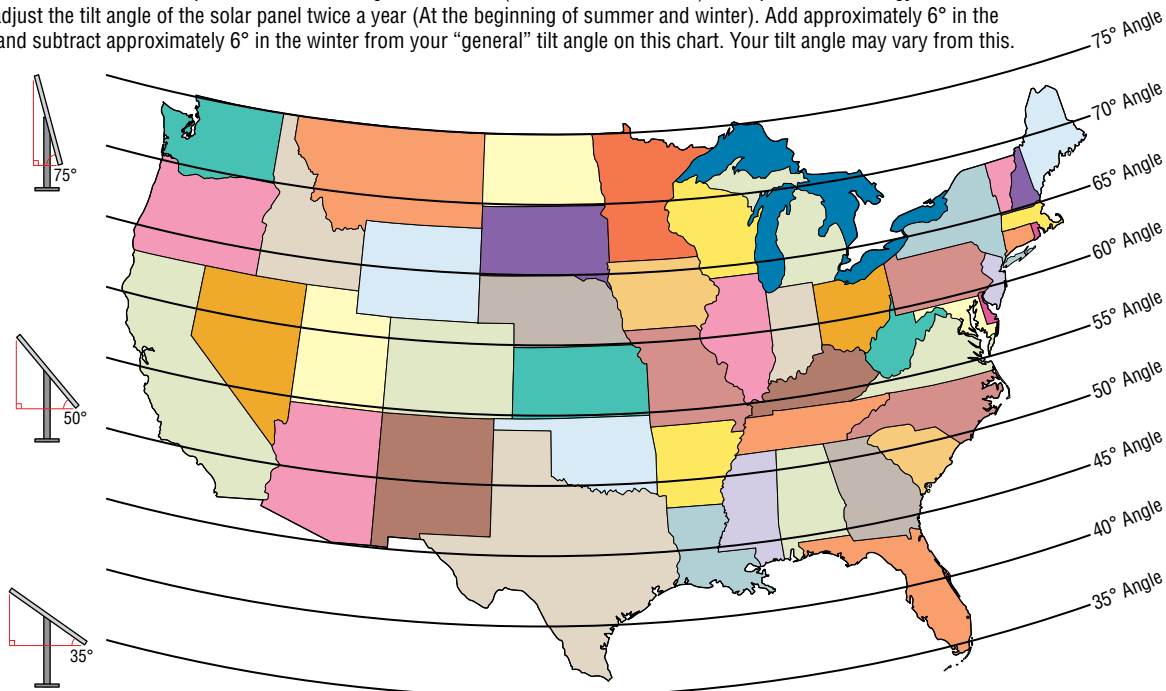 adjust the tilt angle of the solar panel twice a year (At the beginning of summer and winter). Add approximately 6° in the
and subtract approximately 6° in the winter from your “general” tilt angle on this chart. Your tilt angle may vary from this.
75° Angle
70° Angle
65° Angle
60° Angle
55° Angle
50° Angle
45° Angle
40° Angle
35° Angle
75°
50°
35°